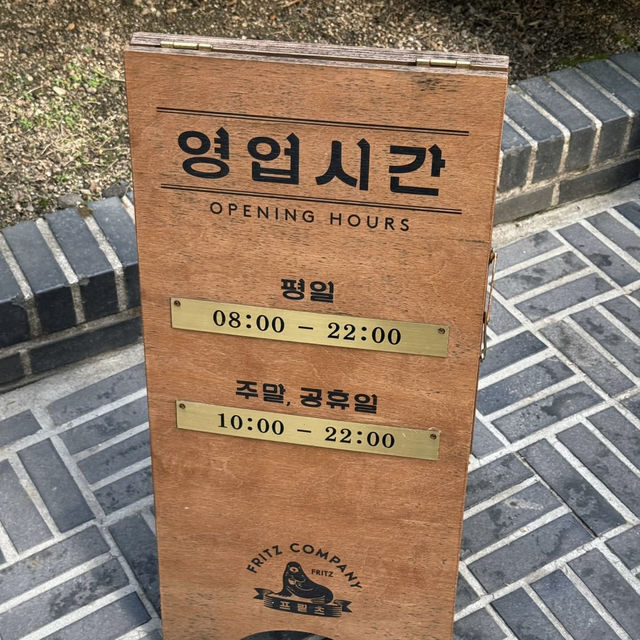 영업시간
OPENING HOURS
평일
08:00 – 22:00
주말, 공휴일
10:00 – 22:00
FRITZ COMPANY
FRITZ
프릳츠